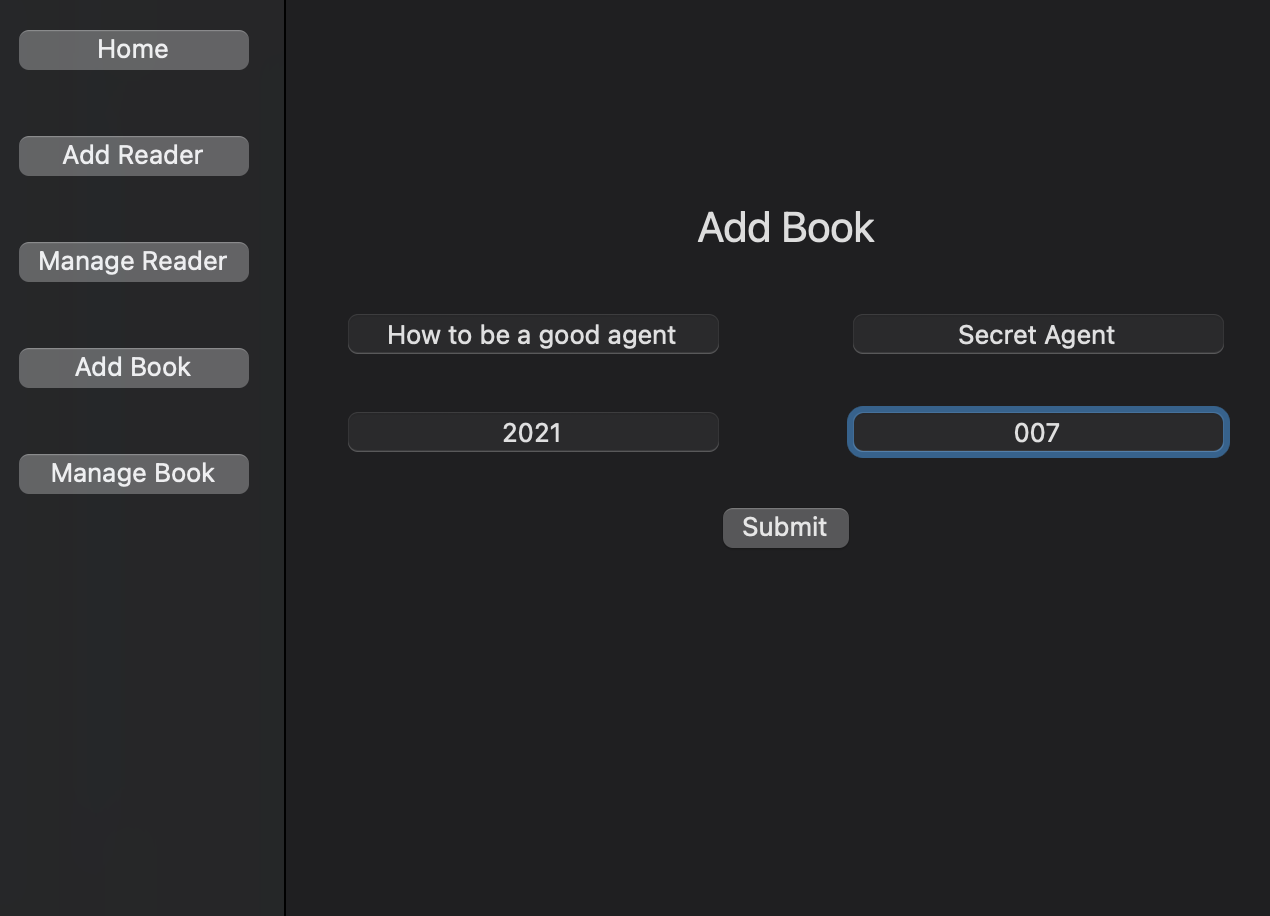 Home
Add Reader
Manage Reader
Add Book
Manage Book
Add Book
How to be a good agent
Secret Agent
2021
007
Submit